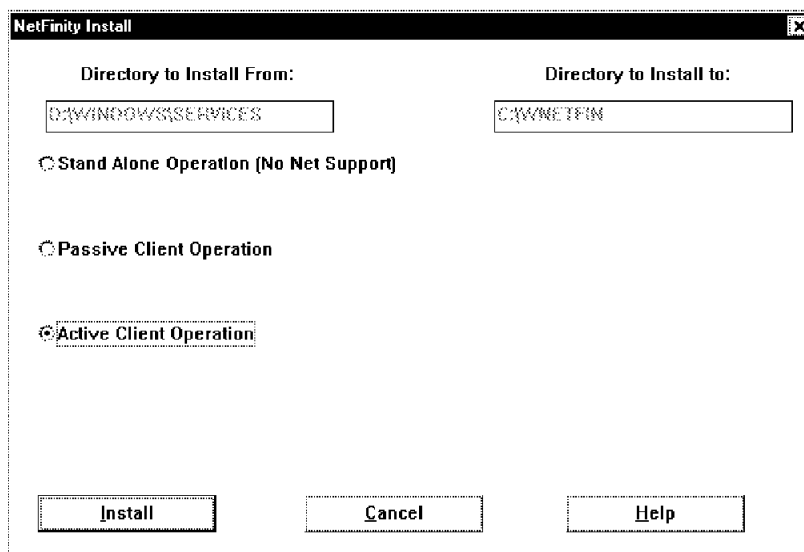 NetFinity Install
Directory to Install From:
Directory to Install to:
D:\WINDOWS\SERVICES
C:\WNETFIN
Stand Alone Operation (No Net Support)
Passive Client Operation
Active Client Operation
Install
Cancel
Help